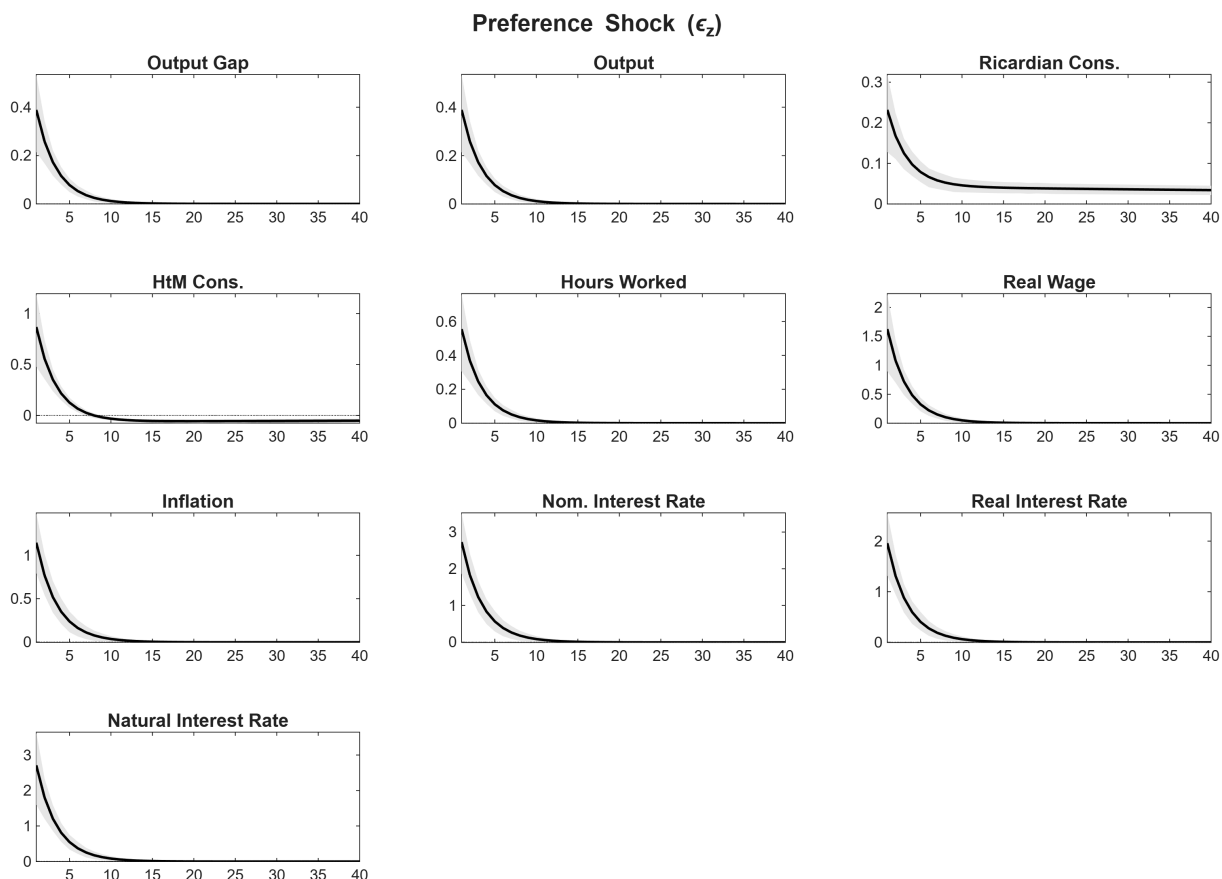 Preference Shock (ϵz)
Output Gap
0.4
0.2
0
5 10 15 20 25 30 35 40
Output
0.4
0.2
0
5 10 15 20 25 30 35 40
Ricardian Cons.
0.3
0.2
0.1
0
5 10 15 20 25 30 35 40
HtM Cons.
1
0.5
0
5 10 15 20 25 30 35 40
Hours Worked
0.6
0.4
0.2
0
5 10 15 20 25 30 35 40
Real Wage
2
1.5
1
0.5
0
5 10 15 20 25 30 35 40
Inflation
1
0.5
0
5 10 15 20 25 30 35 40
Nom. Interest Rate
3
2
1
0
5 10 15 20 25 30 35 40
Real Interest Rate
2
1
0
5 10 15 20 25 30 35 40
Natural Interest Rate
3
2
1
0
5 10 15 20 25 30 35 40